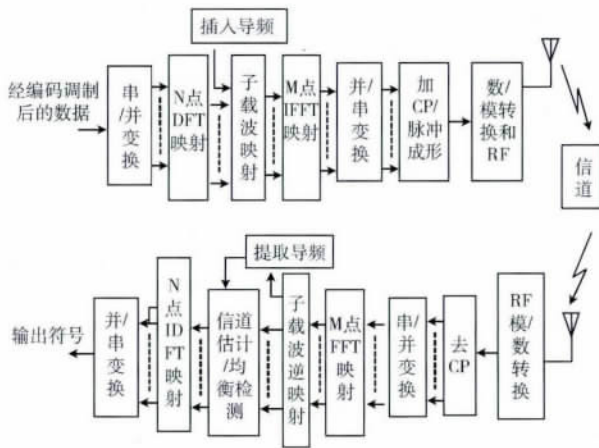 插入导频
经编码调制
后的数据
串
/并
变
换
N点
DFT
映射
子
载
波
映
射
M点
IFFT
映射
并/
串
变
换
加
CP/
脉冲
成形
数/
模转
换和
RF
信
道
提取导频
输出符号
并/
串
变
换
N
点
ID
FT
映
射
信道
估计
/均
衡检
测
子
载
波
逆
映
射
M点
FFT
映射
串
/并
变
换
去
CP
RF
模/
数
转
换